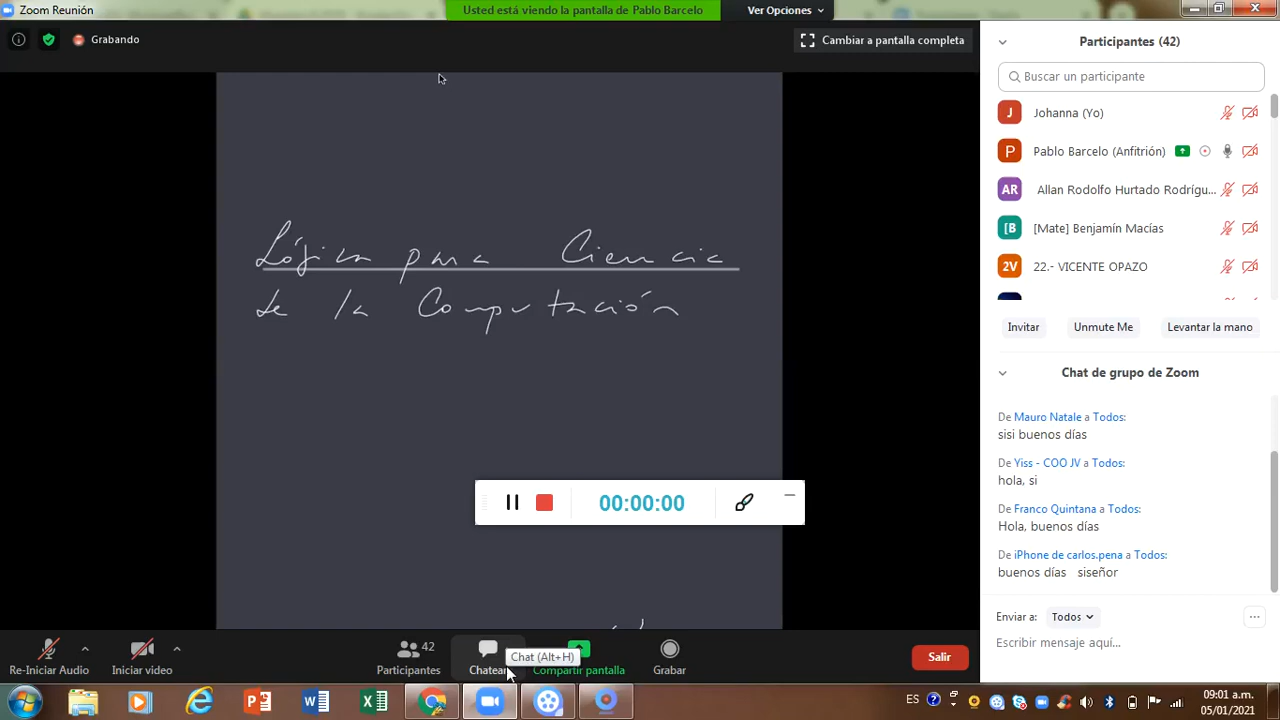 Zoom Reunión
Usted está viendo la pantalla de Pablo Barcelo
Ver Opciones
Grabando
Cambiar a pantalla completa
Lógica para Ciencia
de la Computación
00:00:00
Participantes (42)
Buscar un participante
J Johanna (Yo)
P Pablo Barcelo (Anfitrión)
AR Allan Rodolfo Hurtado Rodrígu...
[B [Mate] Benjamín Macías
2V 22.- VICENTE OPAZO
Invitar
Unmute Me
Levantar la mano
Chat de grupo de Zoom
De Mauro Natale a Todos:
sisi buenos días
De Yiss - COO JV a Todos:
hola, si
De Franco Quintana a Todos:
Hola, buenos días
De iPhone de carlos.pena a Todos:
buenos días siseñor
Enviar a: Todos
Escribir mensaje aquí...
Re-Iniciar Audio
Iniciar video
42
Participantes
Chatear
Chat (Alt+H)
Compartir pantalla
Grabar
Salir
ES
09:01 a.m.
05/01/2021